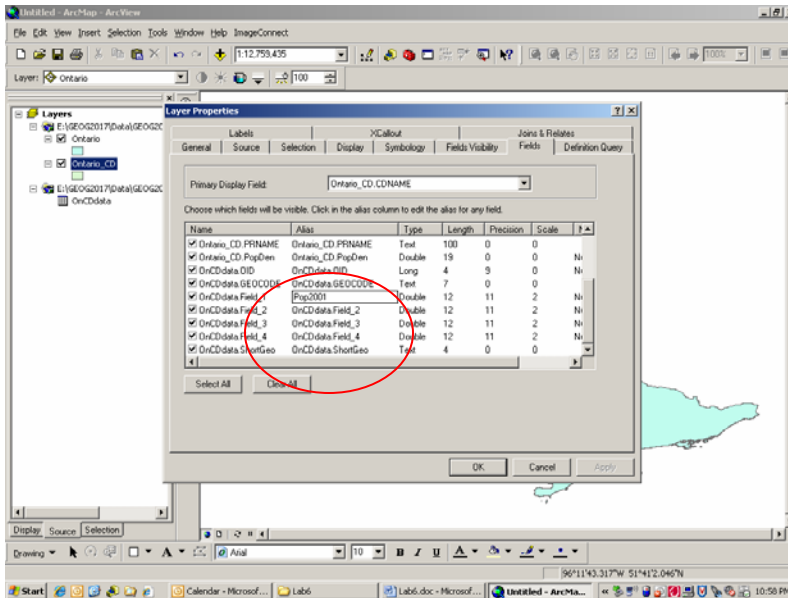 Untitled - ArcMap - ArcView
File Edit View Insert Selection Tools Window Help ImageConnect
1:12,759,435
100%
Layer: Ontario
100
Layers
E:\GEOG2017\Data\GEOG2C
Ontario
Ontario_CD
E:\GEOG2017\Data\GEOG2C
OnCDdata
Layer Properties
Labels XCallout Joins & Relates
General Source Selection Display Symbology Fields Visibility Fields Definition Query
Primary Display Field: Ontario_CD.CDNAME
Choose which fields will be visible. Click in the alias column to edit the alias for any field.
Name Alias Type Length Precision Scale
Ontario_CD.PRNAME Ontario_CD.PRNAME Text 100 0 0
Ontario_CD.PopDen Ontario_CD.PopDen Double 19 0 0
OnCDdata.OID OnCDdata.OID Long 4 9 0
OnCDdata.GEOCODE OnCDdata.GEOCODE Text 7 0 0
OnCDdata.Field_1 Pop2001 Double 12 11 2
OnCDdata.Field_2 OnCDdata.Field_2 Double 12 11 2
OnCDdata.Field_3 OnCDdata.Field_3 Double 12 11 2
OnCDdata.Field_4 OnCDdata.Field_4 Double 12 11 2
OnCDdata.ShortGeo OnCDdata.ShortGeo Text 4 0 0
Select All Clear All
OK Cancel Apply
Display Source Selection
Drawing Arial 10 B I U A
96°11'43.317"W 51°41'2.046"N
Start Calendar - Microsof... Lab6 Lab6.doc - Microsof... Untitled - ArcMa... 10:58 PM